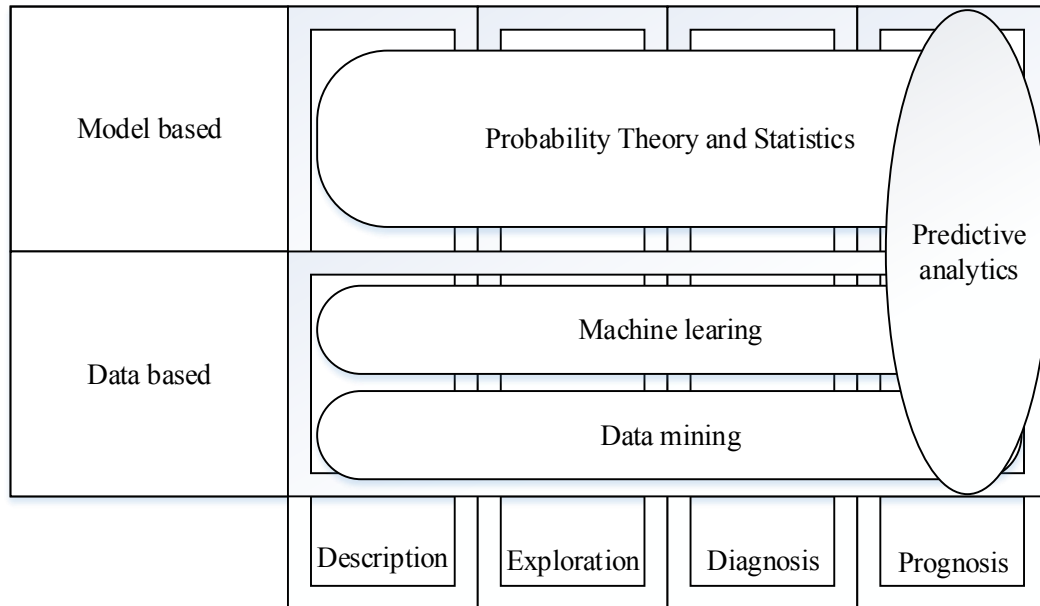 Model based
Probability Theory and Statistics
Predictive
analytics
Machine learing
Data based
Data mining
Description
Exploration
Diagnosis
Prognosis